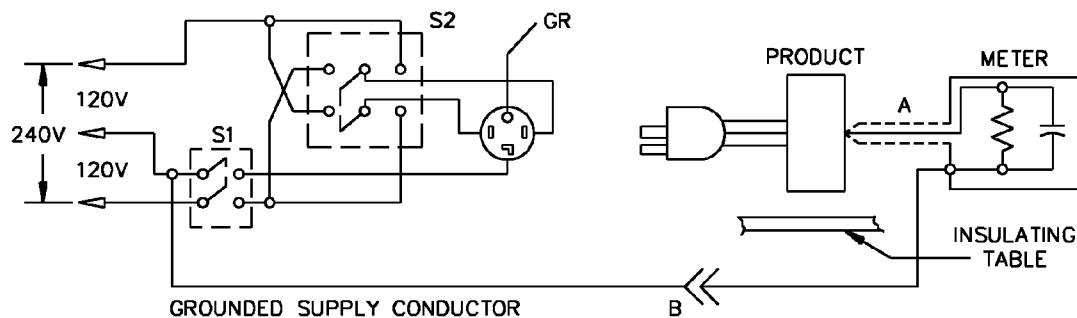 S2
GR
PRODUCT
METER
A
120V
240V
S1
120V
INSULATING
TABLE
GROUNDED SUPPLY CONDUCTOR
B